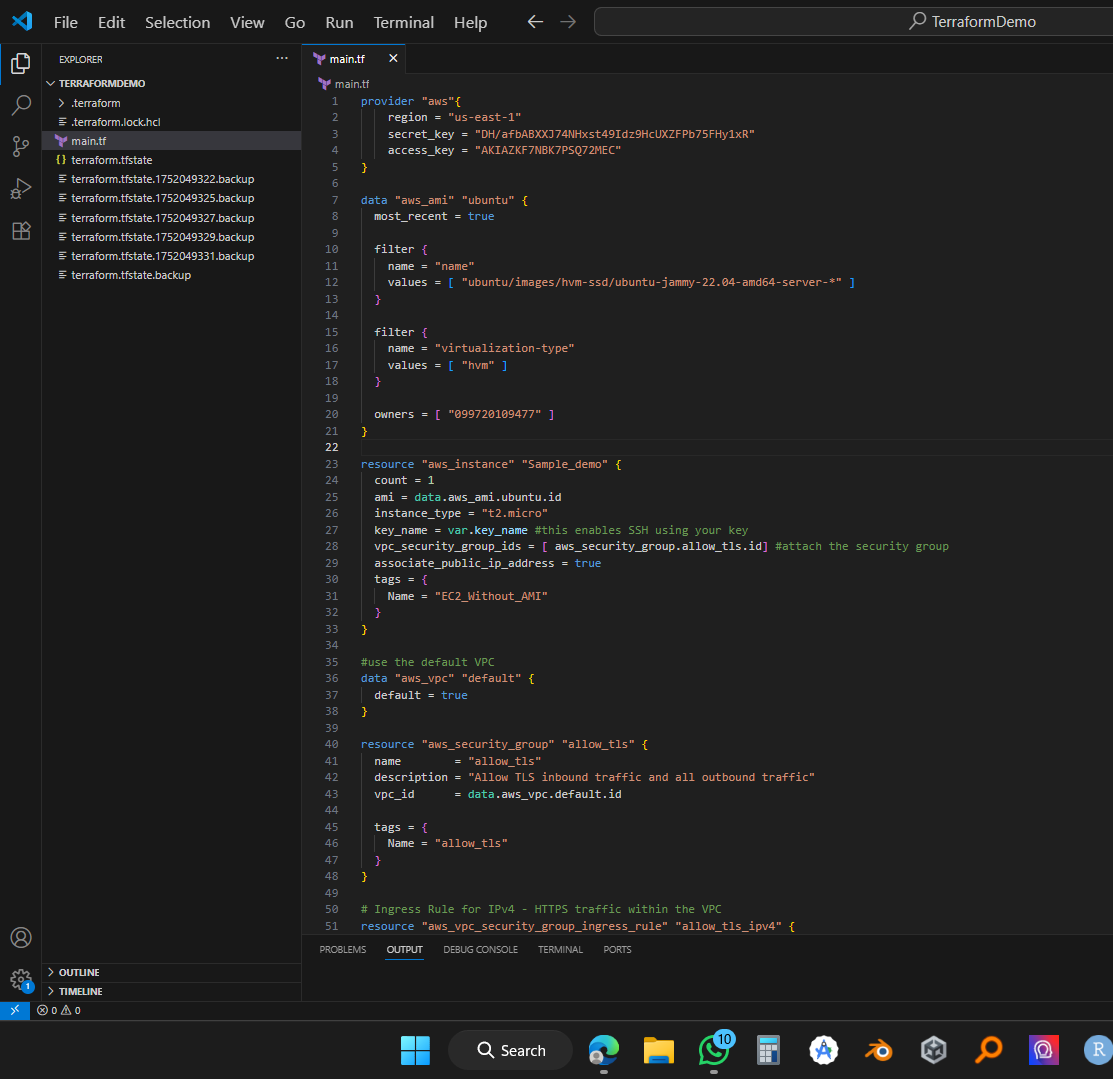 File Edit Selection View Go Run Terminal Help
TerraformDemo
EXPLORER
TERRAFORMDEMO
.terraform
.terraform.lock.hcl
main.tf
terraform.tfstate
terraform.tfstate.1752049322.backup
terraform.tfstate.1752049325.backup
terraform.tfstate.1752049327.backup
terraform.tfstate.1752049329.backup
terraform.tfstate.1752049331.backup
terraform.tfstate.backup
OUTLINE
TIMELINE
main.tf
main.tf
1 provider "aws"{
2 region = "us-east-1"
3 secret_key = "DH/afbABXXJ74NHxst49Idz9HcUXZFPb75FHy1xR"
4 access_key = "AKIAZKF7NBK7PSQ72MEC"
5 }
6
7 data "aws_ami" "ubuntu" {
8 most_recent = true
9
10 filter {
11 name = "name"
12 values = [ "ubuntu/images/hvm-ssd/ubuntu-jammy-22.04-amd64-server-*" ]
13 }
14
15 filter {
16 name = "virtualization-type"
17 values = [ "hvm" ]
18 }
19
20 owners = [ "099720109477" ]
21 }
22
23 resource "aws_instance" "Sample_demo" {
24 count = 1
25 ami = data.aws_ami.ubuntu.id
26 instance_type = "t2.micro"
27 key_name = var.key_name #this enables SSH using your key
28 vpc_security_group_ids = [ aws_security_group.allow_tls.id] #attach the security group
29 associate_public_ip_address = true
30 tags = {
31 Name = "EC2_Without_AMI"
32 }
33 }
34
35 #use the default VPC
36 data "aws_vpc" "default" {
37 default = true
38 }
39
40 resource "aws_security_group" "allow_tls" {
41 name = "allow_tls"
42 description = "Allow TLS inbound traffic and all outbound traffic"
43 vpc_id = data.aws_vpc.default.id
44
45 tags = {
46 Name = "allow_tls"
47 }
48 }
49
50 # Ingress Rule for IPv4 - HTTPS traffic within the VPC
51 resource "aws_vpc_security_group_ingress_rule" "allow_tls_ipv4" {
PROBLEMS OUTPUT DEBUG CONSOLE TERMINAL PORTS
1
0 0
Search
10
R